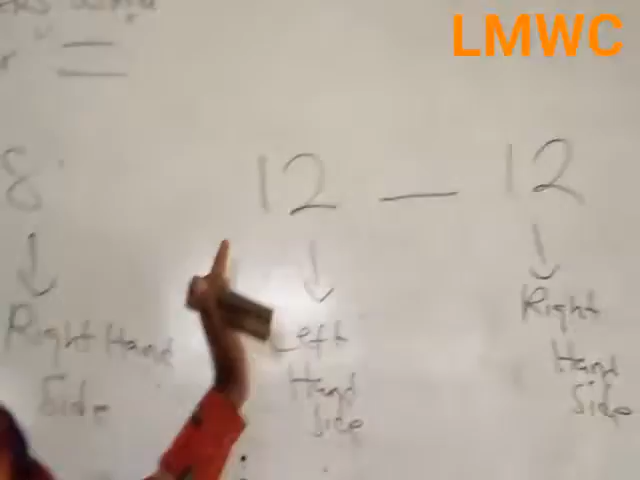 LMWC
" =
8 12 — 12
Right Hand Side
Left Hand Side
Right Hand Side